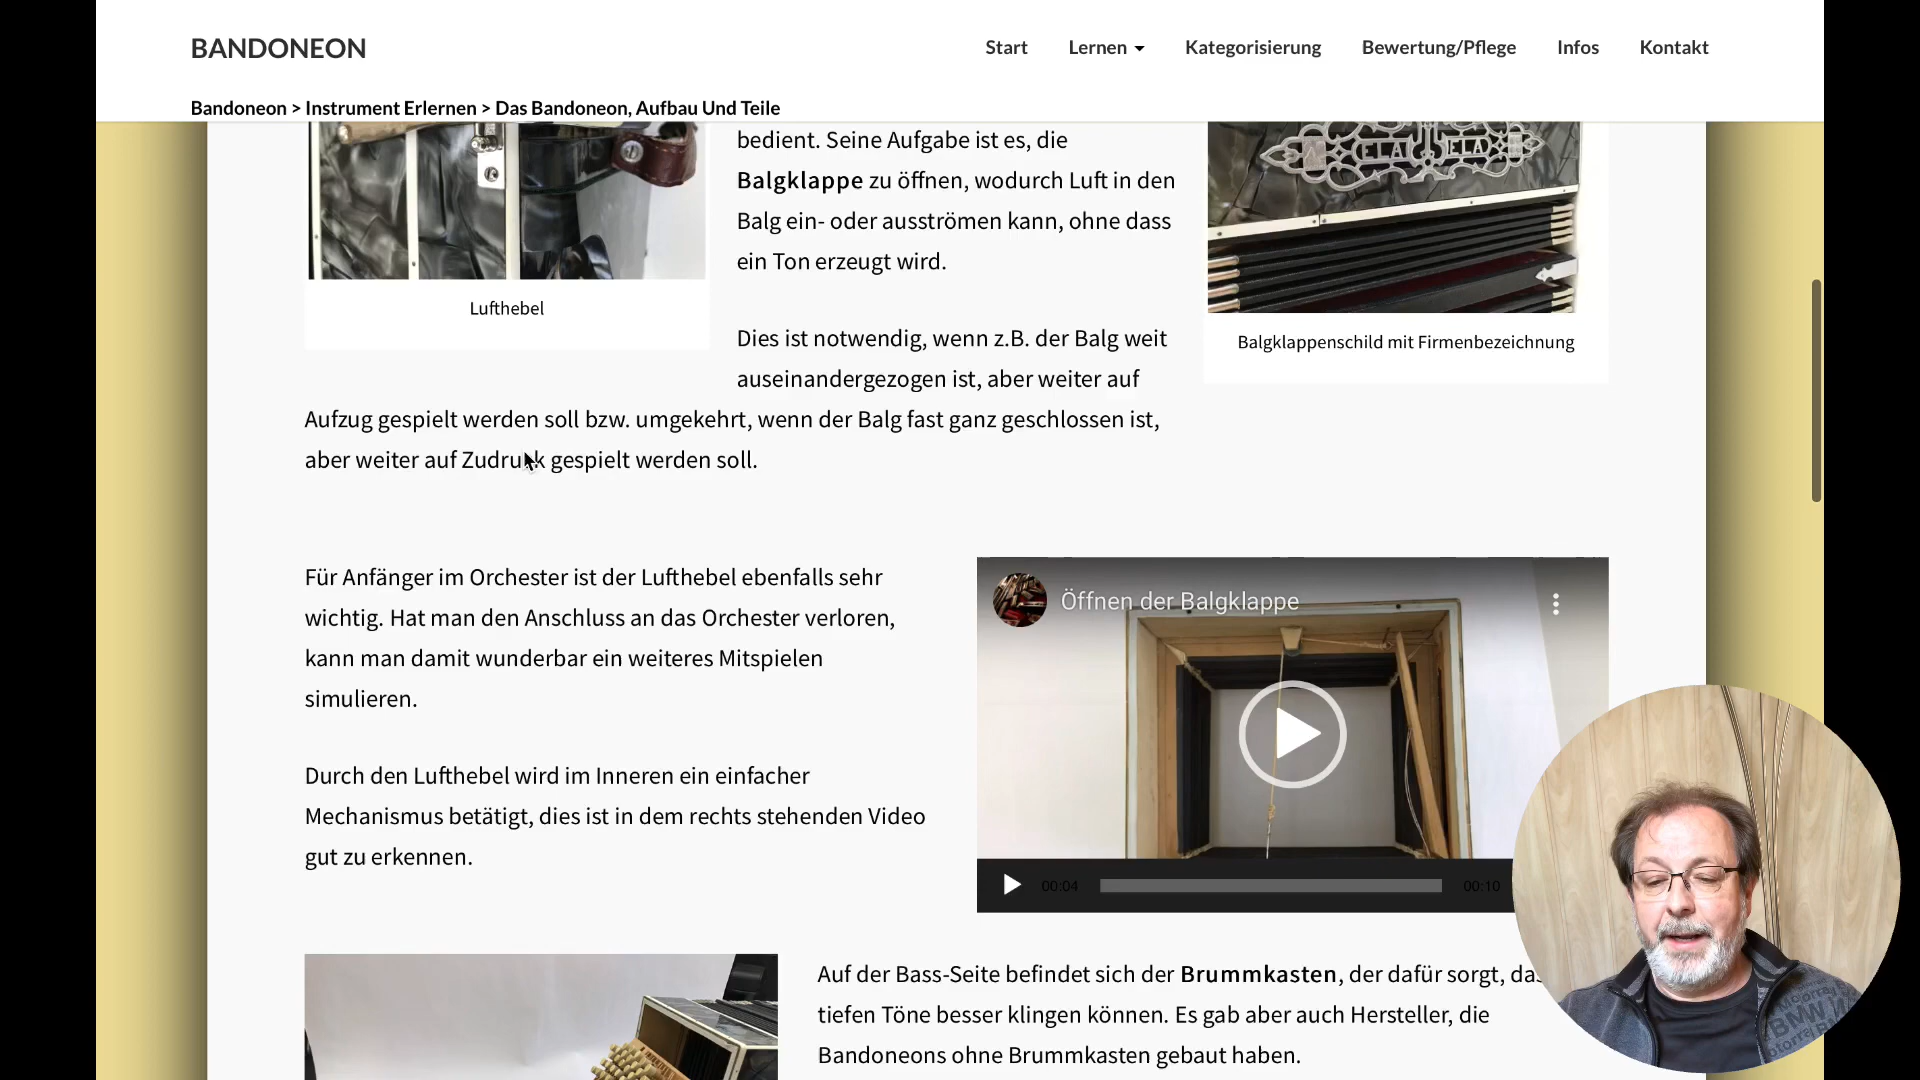 BANDONEON
Start
Lernen
Kategorisierung
Bewertung/Pflege
Infos
Kontakt
Bandoneon > Instrument Erlernen > Das Bandoneon, Aufbau Und Teile
bedient. Seine Aufgabe ist es, die
Balgklappe zu öffnen, wodurch Luft in den
Balg ein- oder ausströmen kann, ohne dass
ein Ton erzeugt wird.
Lufthebel
ELA ELA
Balgklappenschild mit Firmenbezeichnung
Dies ist notwendig, wenn z.B. der Balg weit
auseinandergezogen ist, aber weiter auf
Aufzug gespielt werden soll bzw. umgekehrt, wenn der Balg fast ganz geschlossen ist,
aber weiter auf Zudruck gespielt werden soll.
Für Anfänger im Orchester ist der Lufthebel ebenfalls sehr
wichtig. Hat man den Anschluss an das Orchester verloren,
kann man damit wunderbar ein weiteres Mitspielen
simulieren.
Durch den Lufthebel wird im Inneren ein einfacher
Mechanismus betätigt, dies ist in dem rechts stehenden Video
gut zu erkennen.
Öffnen der Balgklappe
00:04
00:10
Auf der Bass-Seite befindet sich der Brummkasten, der dafür sorgt, das
tiefen Töne besser klingen können. Es gab aber auch Hersteller, die
Bandoneons ohne Brummkasten gebaut haben.
BMW